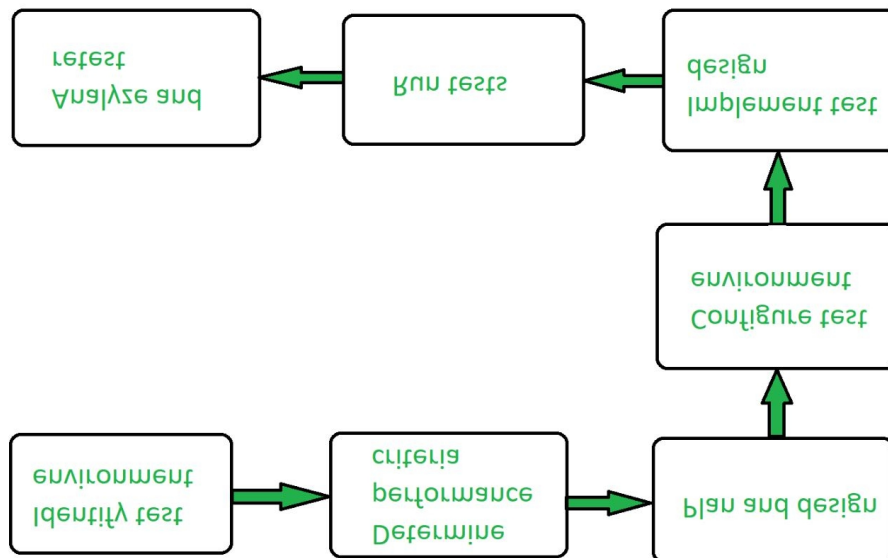 Identify test
environment
Determine
performance
criteria
Plan and design
Configure test
environment
Implement test
design
Run tests
Analyze and
retest